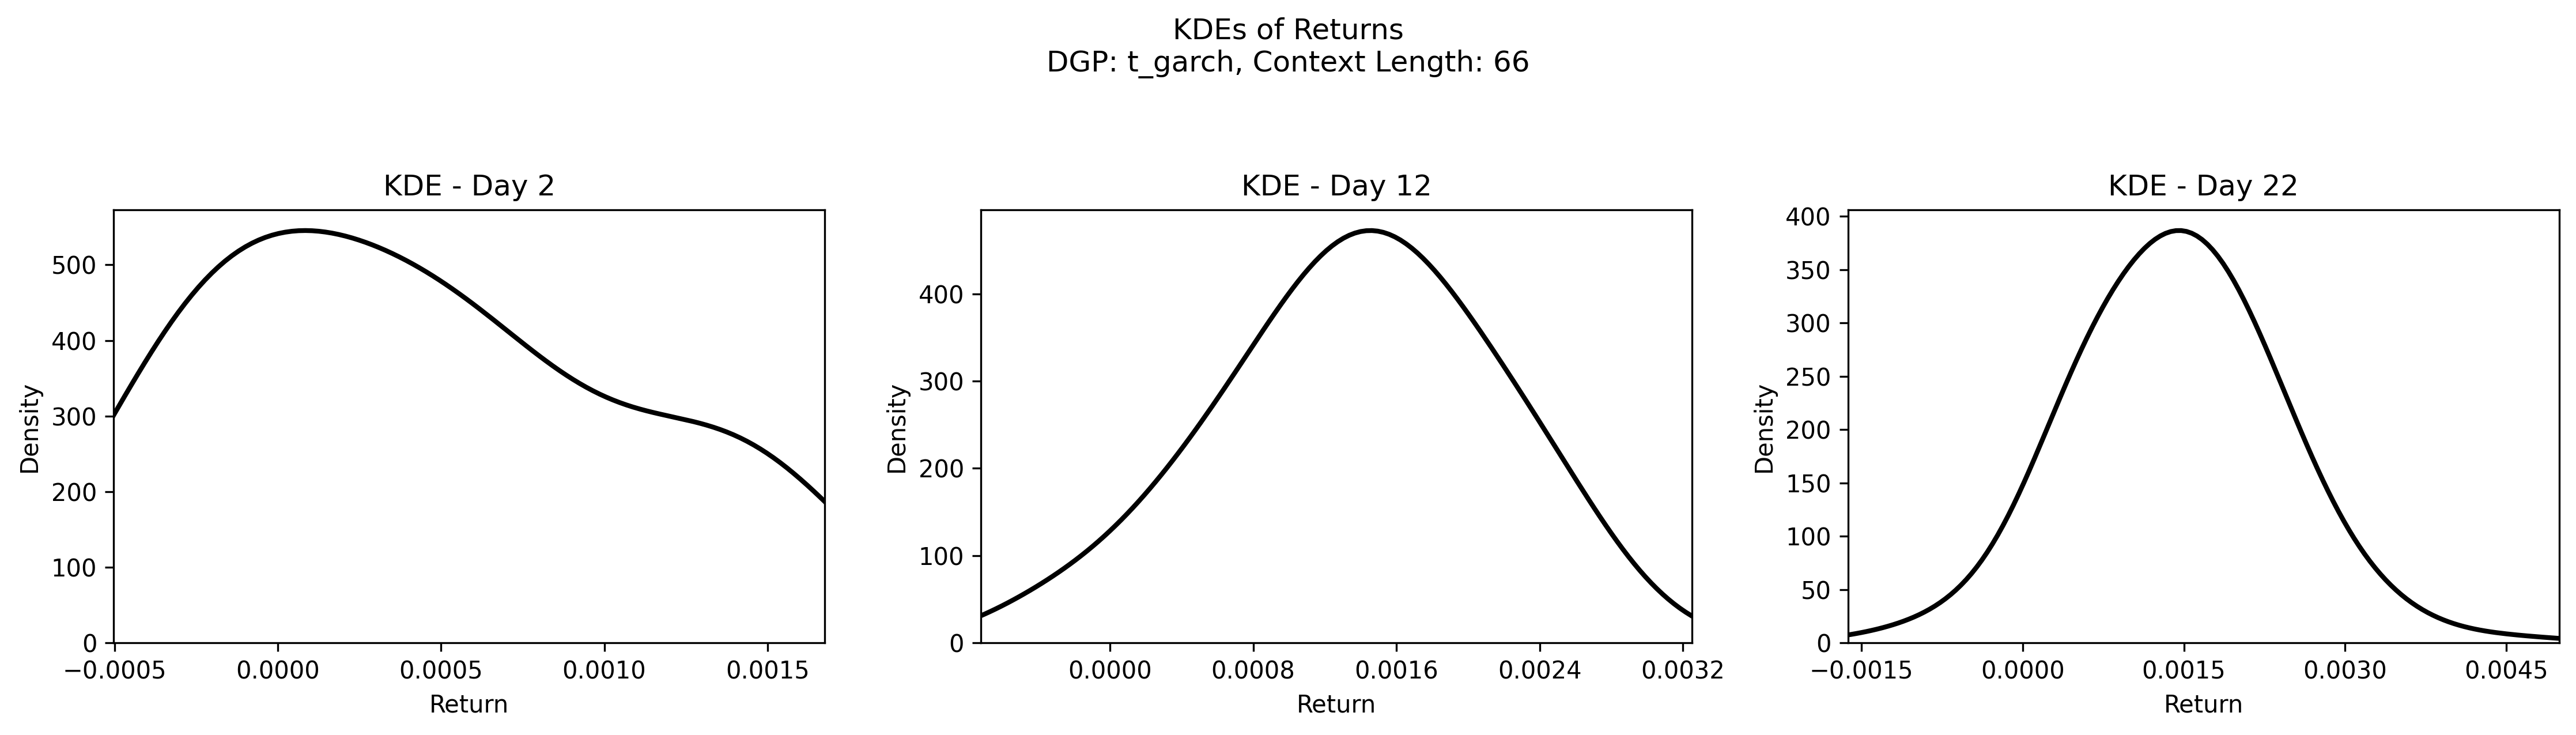 KDEs of Returns
DGP: t_garch, Context Length: 66
KDE - Day 2
Density
500
400
300
200
100
0
−0.0005 0.0000 0.0005 0.0010 0.0015
Return
KDE - Day 12
Density
400
300
200
100
0
0.0000 0.0008 0.0016 0.0024 0.0032
Return
KDE - Day 22
Density
400
350
300
250
200
150
100
50
0
−0.0015 0.0000 0.0015 0.0030 0.0045
Return